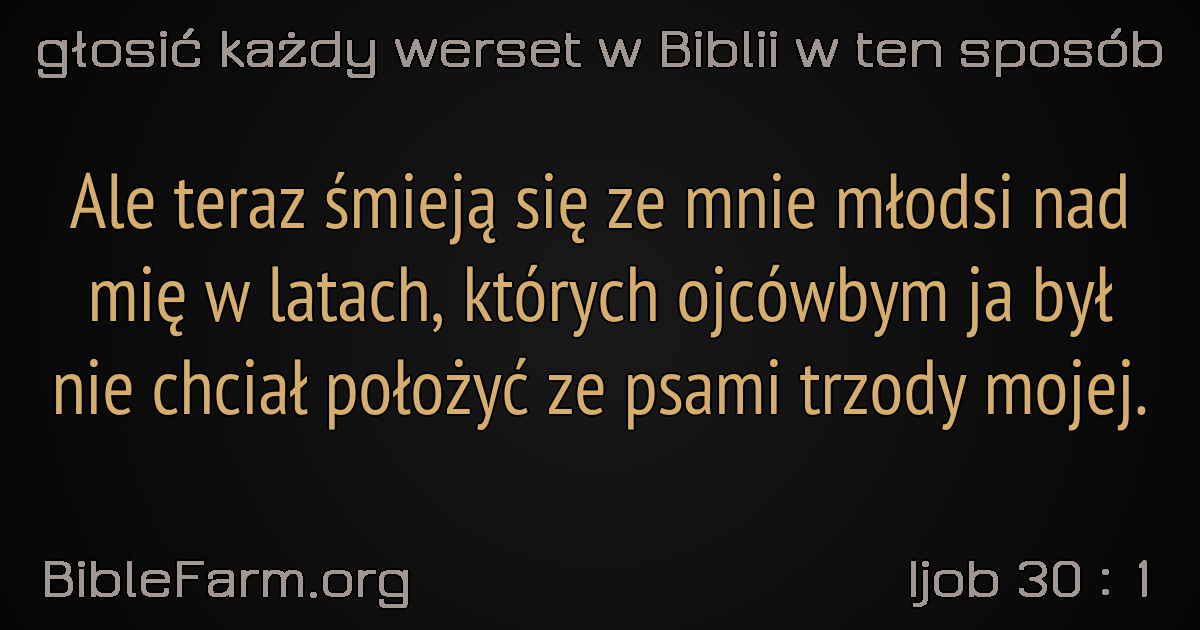 głosić każdy werset w Biblii w ten sposób
Ale teraz śmieją się ze mnie młodsi nad
mię w latach, których ojcówbym ja był
nie chciał położyć ze psami trzody mojej.
BibleFarm.org
Ijob 30 : 1